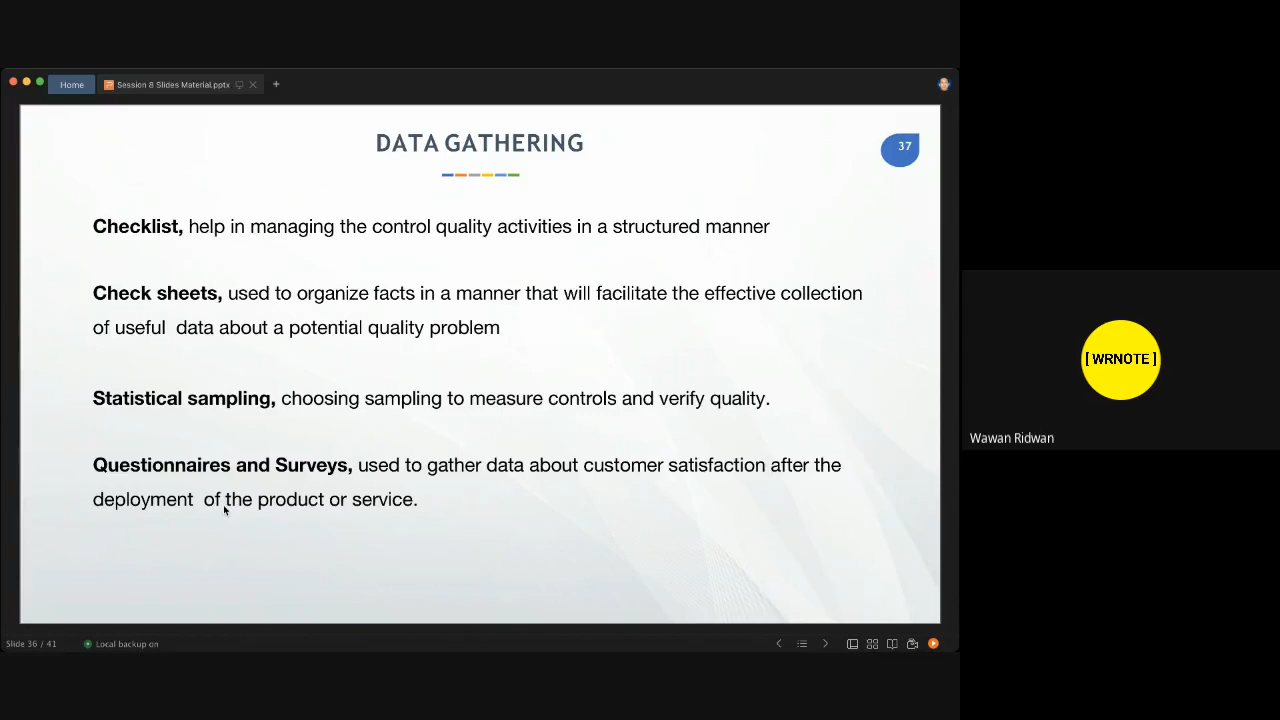 Home
Session 8 Slides Material.pptx
DATA GATHERING
37
Checklist, help in managing the control quality activities in a structured manner
Check sheets, used to organize facts in a manner that will facilitate the effective collection
of useful data about a potential quality problem
Statistical sampling, choosing sampling to measure controls and verify quality.
Questionnaires and Surveys, used to gather data about customer satisfaction after the
deployment of the product or service.
Slide 36 / 41
Local backup on
[ WRNOTE ]
Wawan Ridwan